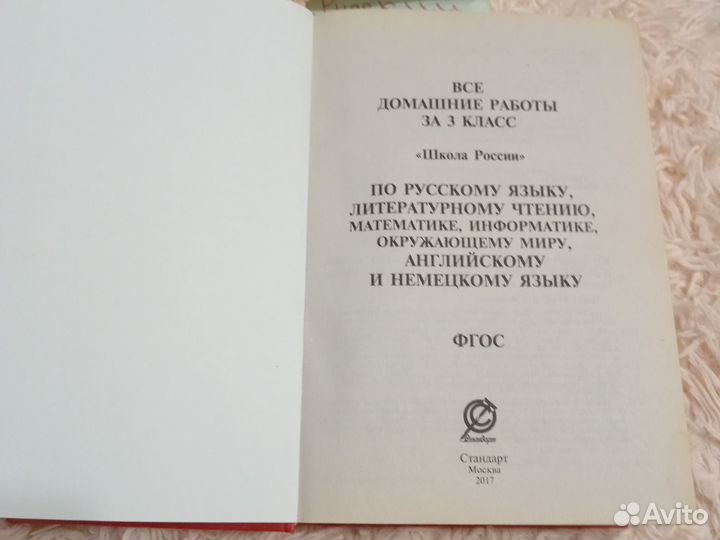 ВСЕ
ДОМАШНИЕ РАБОТЫ
ЗА 3 КЛАСС
«Школа России»
ПО РУССКОМУ ЯЗЫКУ,
ЛИТЕРАТУРНОМУ ЧТЕНИЮ,
МАТЕМАТИКЕ, ИНФОРМАТИКЕ,
ОКРУЖАЮЩЕМУ МИРУ,
АНГЛИЙСКОМУ
И НЕМЕЦКОМУ ЯЗЫКУ
ФГОС
Стандарт
Стандарт
Москва
2017
Avito